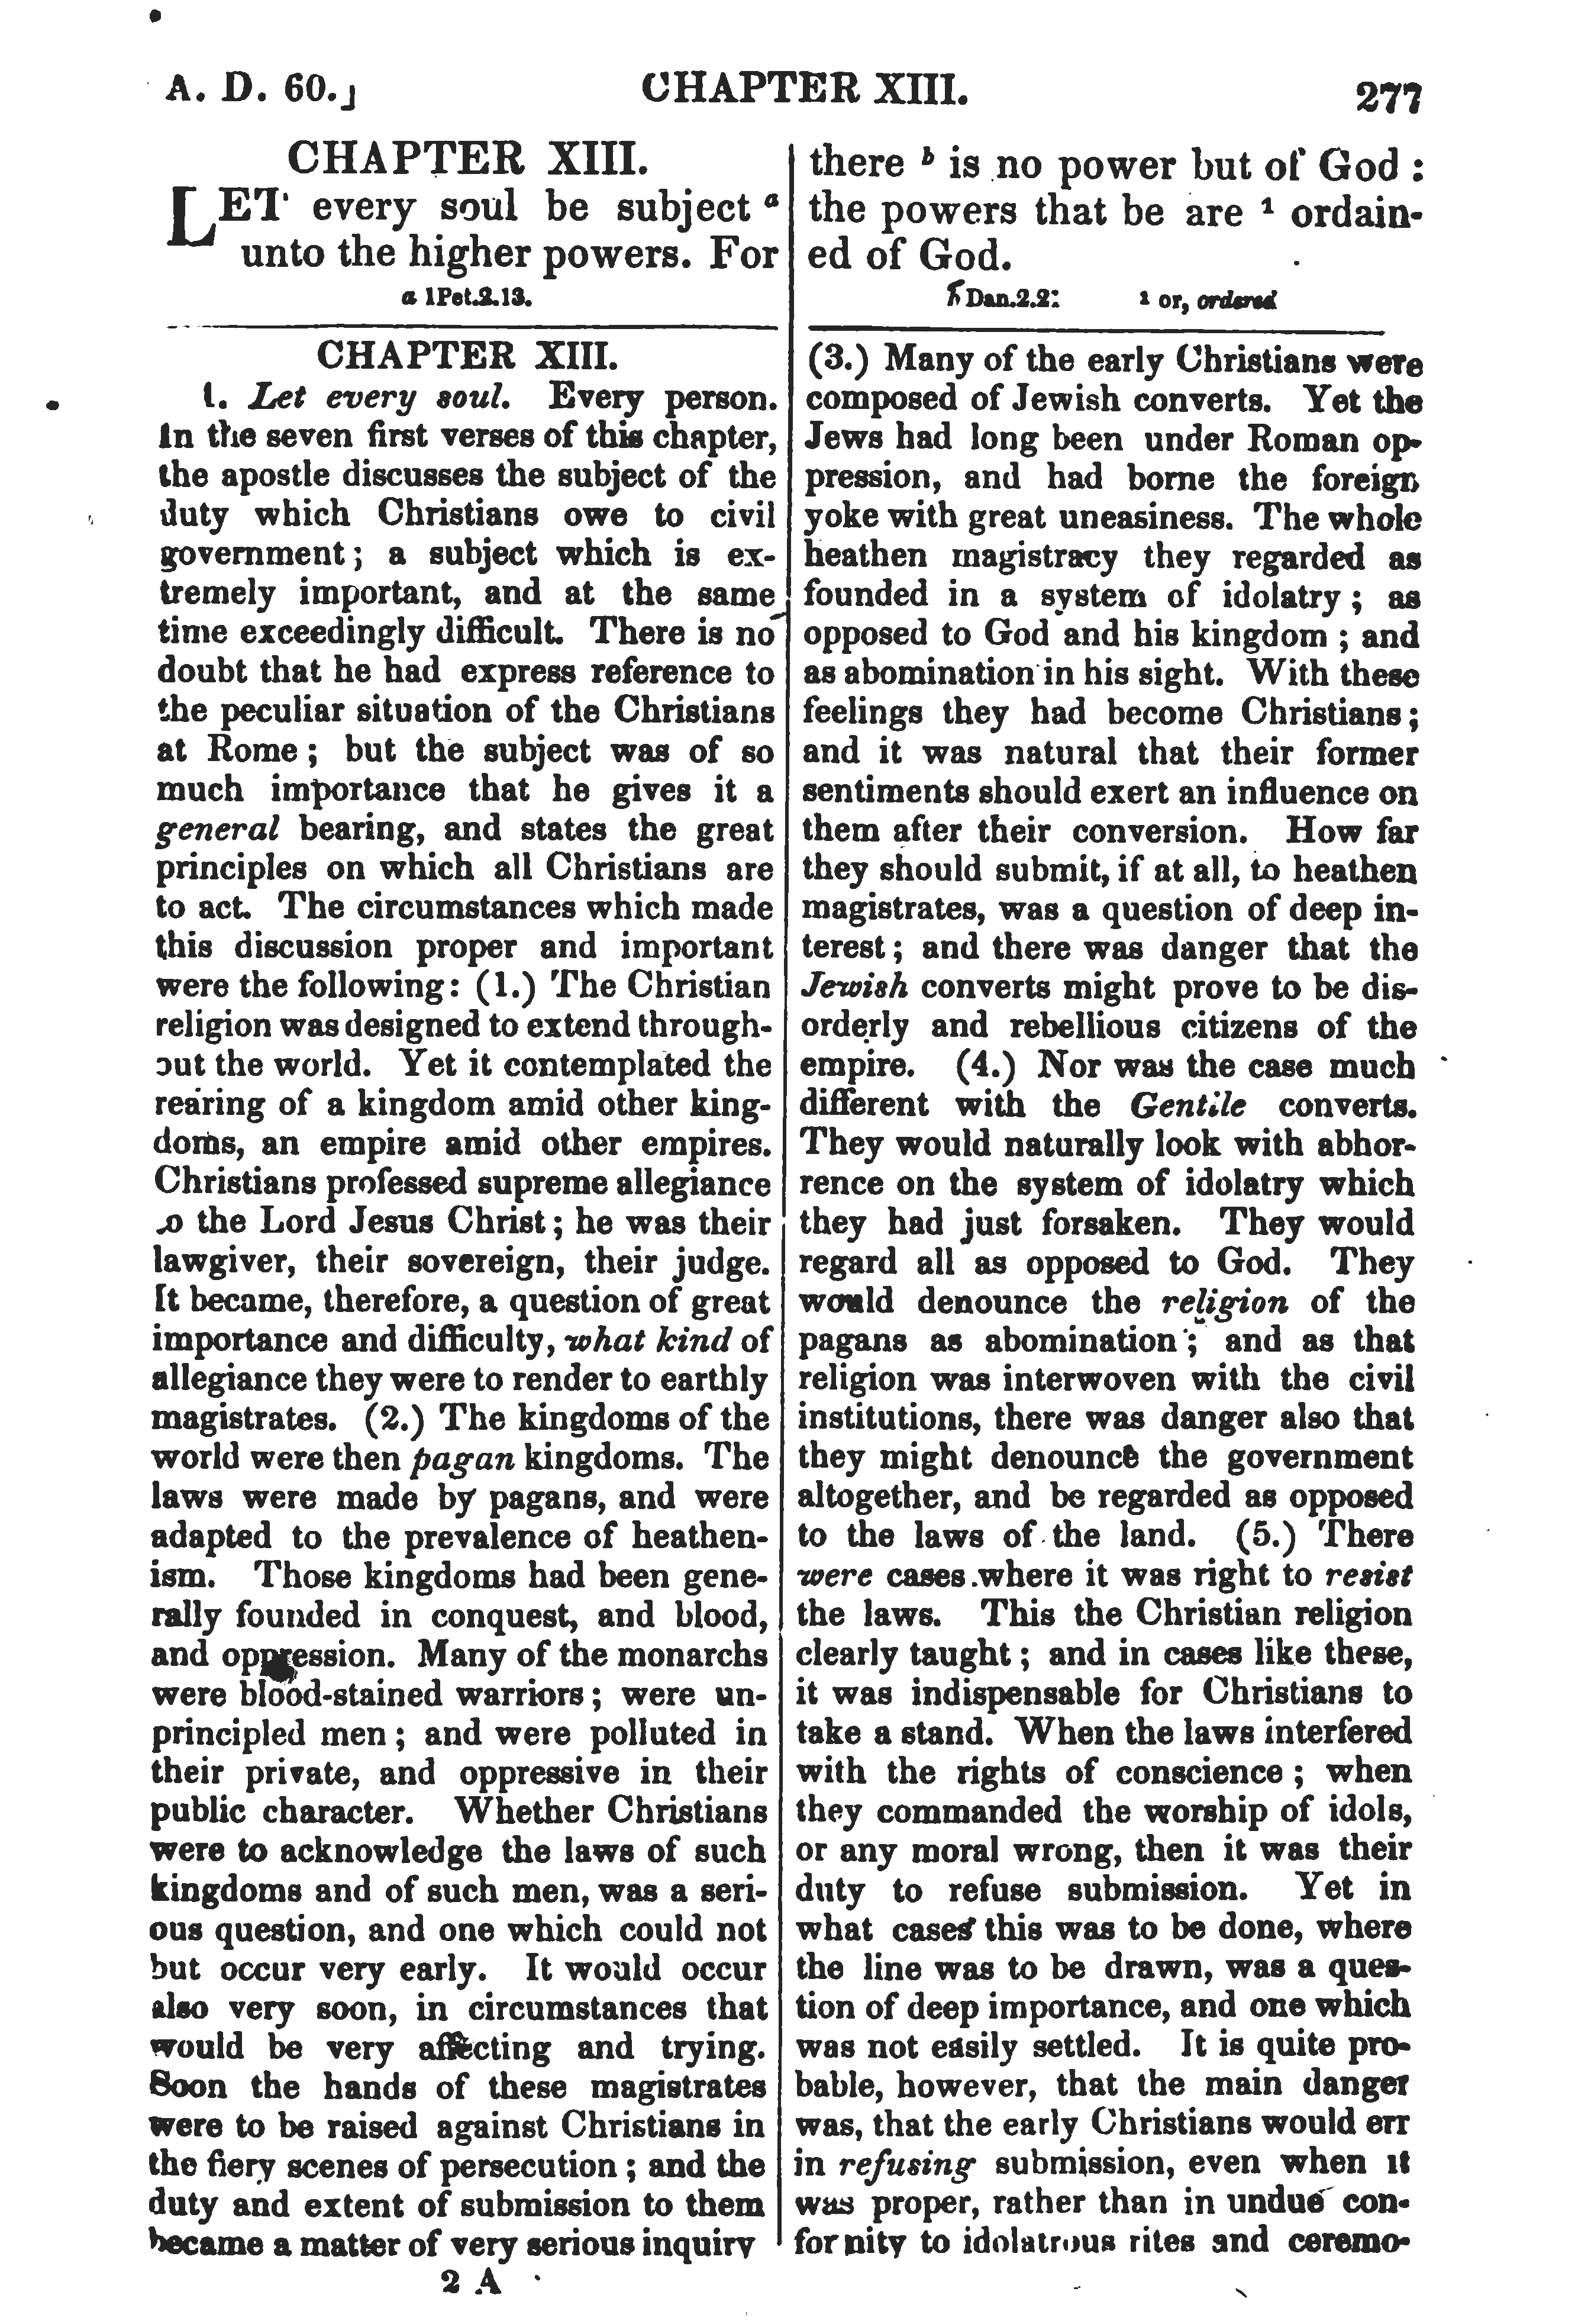 A. D. 60.] CHAPTER XIII. 277
CHAPTER XIII.
LET every soul be subject a
unto the higher powers. For
a 1Pet.2.13.
there b is no power but of God :
the powers that be are 1 ordain-
ed of God.
b Dan.2.21 1 or, ordered
CHAPTER XIII.
1. Let every soul. Every person.
In the seven first verses of this chapter,
the apostle discusses the subject of the
duty which Christians owe to civil
government; a subject which is ex-
tremely important, and at the same
time exceedingly difficult. There is no
doubt that he had express reference to
the peculiar situation of the Christians
at Rome; but the subject was of so
much importance that he gives it a
general bearing, and states the great
principles on which all Christians are
to act. The circumstances which made
this discussion proper and important
were the following: (1.) The Christian
religion was designed to extend through-
out the world. Yet it contemplated the
rearing of a kingdom amid other king-
doms, an empire amid other empires.
Christians professed supreme allegiance
to the Lord Jesus Christ; he was their
lawgiver, their sovereign, their judge.
It became, therefore, a question of great
importance and difficulty, what kind of
allegiance they were to render to earthly
magistrates. (2.) The kingdoms of the
world were then pagan kingdoms. The
laws were made by pagans, and were
adapted to the prevalence of heathen-
ism. Those kingdoms had been gene-
rally founded in conquest, and blood,
and oppression. Many of the monarchs
were blood-stained warriors; were un-
principled men; and were polluted in
their private, and oppressive in their
public character. Whether Christians
were to acknowledge the laws of such
kingdoms and of such men, was a seri-
ous question, and one which could not
but occur very early. It would occur
also very soon, in circumstances that
would be very affecting and trying.
Soon the hands of these magistrates
were to be raised against Christians in
the fiery scenes of persecution; and the
duty and extent of submission to them
became a matter of very serious inquiry
2 A
(3.) Many of the early Christians were
composed of Jewish converts. Yet the
Jews had long been under Roman op-
pression, and had borne the foreign
yoke with great uneasiness. The whole
heathen magistracy they regarded as
founded in a system of idolatry; as
opposed to God and his kingdom; and
as abomination in his sight. With these
feelings they had become Christians;
and it was natural that their former
sentiments should exert an influence on
them after their conversion. How far
they should submit, if at all, to heathen
magistrates, was a question of deep in-
terest; and there was danger that the
Jewish converts might prove to be dis-
orderly and rebellious citizens of the
empire. (4.) Nor was the case much
different with the Gentile converts.
They would naturally look with abhor-
rence on the system of idolatry which
they had just forsaken. They would
regard all as opposed to God. They
would denounce the religion of the
pagans as abomination; and as that
religion was interwoven with the civil
institutions, there was danger also that
they might denounce the government
altogether, and be regarded as opposed
to the laws of the land. (5.) There
were cases where it was right to resist
the laws. This the Christian religion
clearly taught; and in cases like these,
it was indispensable for Christians to
take a stand. When the laws interfered
with the rights of conscience; when
they commanded the worship of idols,
or any moral wrong, then it was their
duty to refuse submission. Yet in
what cases this was to be done, where
the line was to be drawn, was a ques-
tion of deep importance, and one which
was not easily settled. It is quite pro-
bable, however, that the main danger
was, that the early Christians would err
in refusing submission, even when it
was proper, rather than in undue con-
formity to idolatrous rites and ceremo-